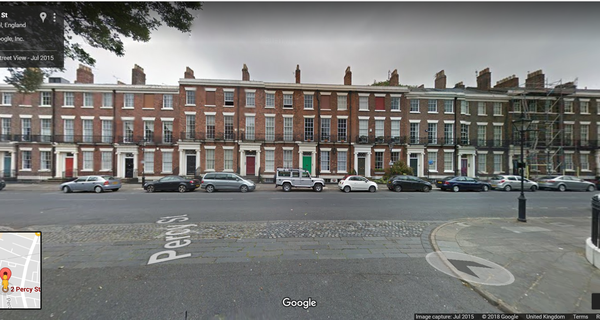 St
l, England
ogle, Inc.
treet View - Jul 2015
Percy St
2 Percy St
Google
Image capture: Jul 2015 © 2018 Google United Kingdom Terms